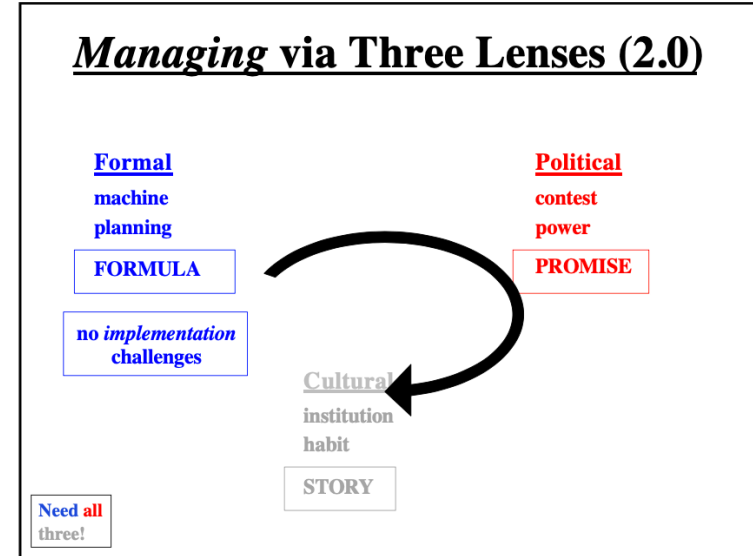 Managing via Three Lenses (2.0)
Formal
machine
planning
FORMULA
no implementation
challenges
Political
contest
power
PROMISE
Cultural
institution
habit
STORY
Need all
three!